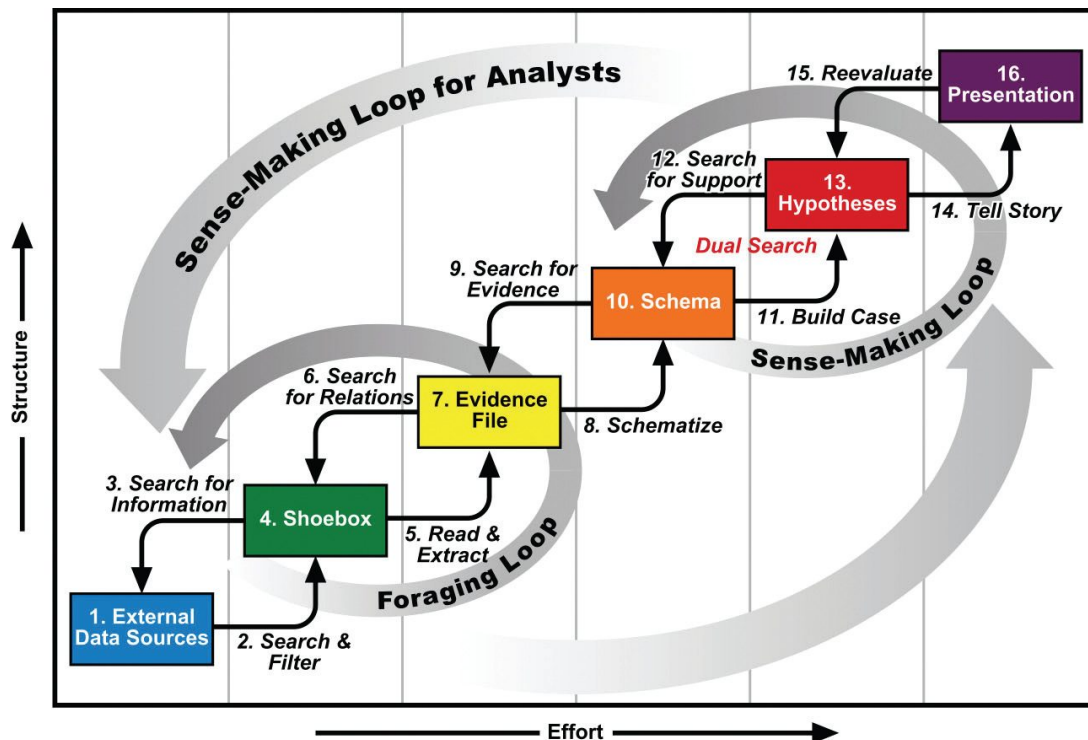 Sense-Making Loop for Analysts
15. Reevaluate
16.
Presentation
12. Search
for Support
13.
Hypotheses
14. Tell Story
Dual Search
9. Search for
Evidence
10. Schema
11. Build Case
Sense-Making Loop
6. Search
for Relations
7. Evidence
File
8. Schematize
3. Search for
Information
4. Shoebox
5. Read &
Extract
Foraging Loop
1. External
Data Sources
2. Search &
Filter
Structure
Effort